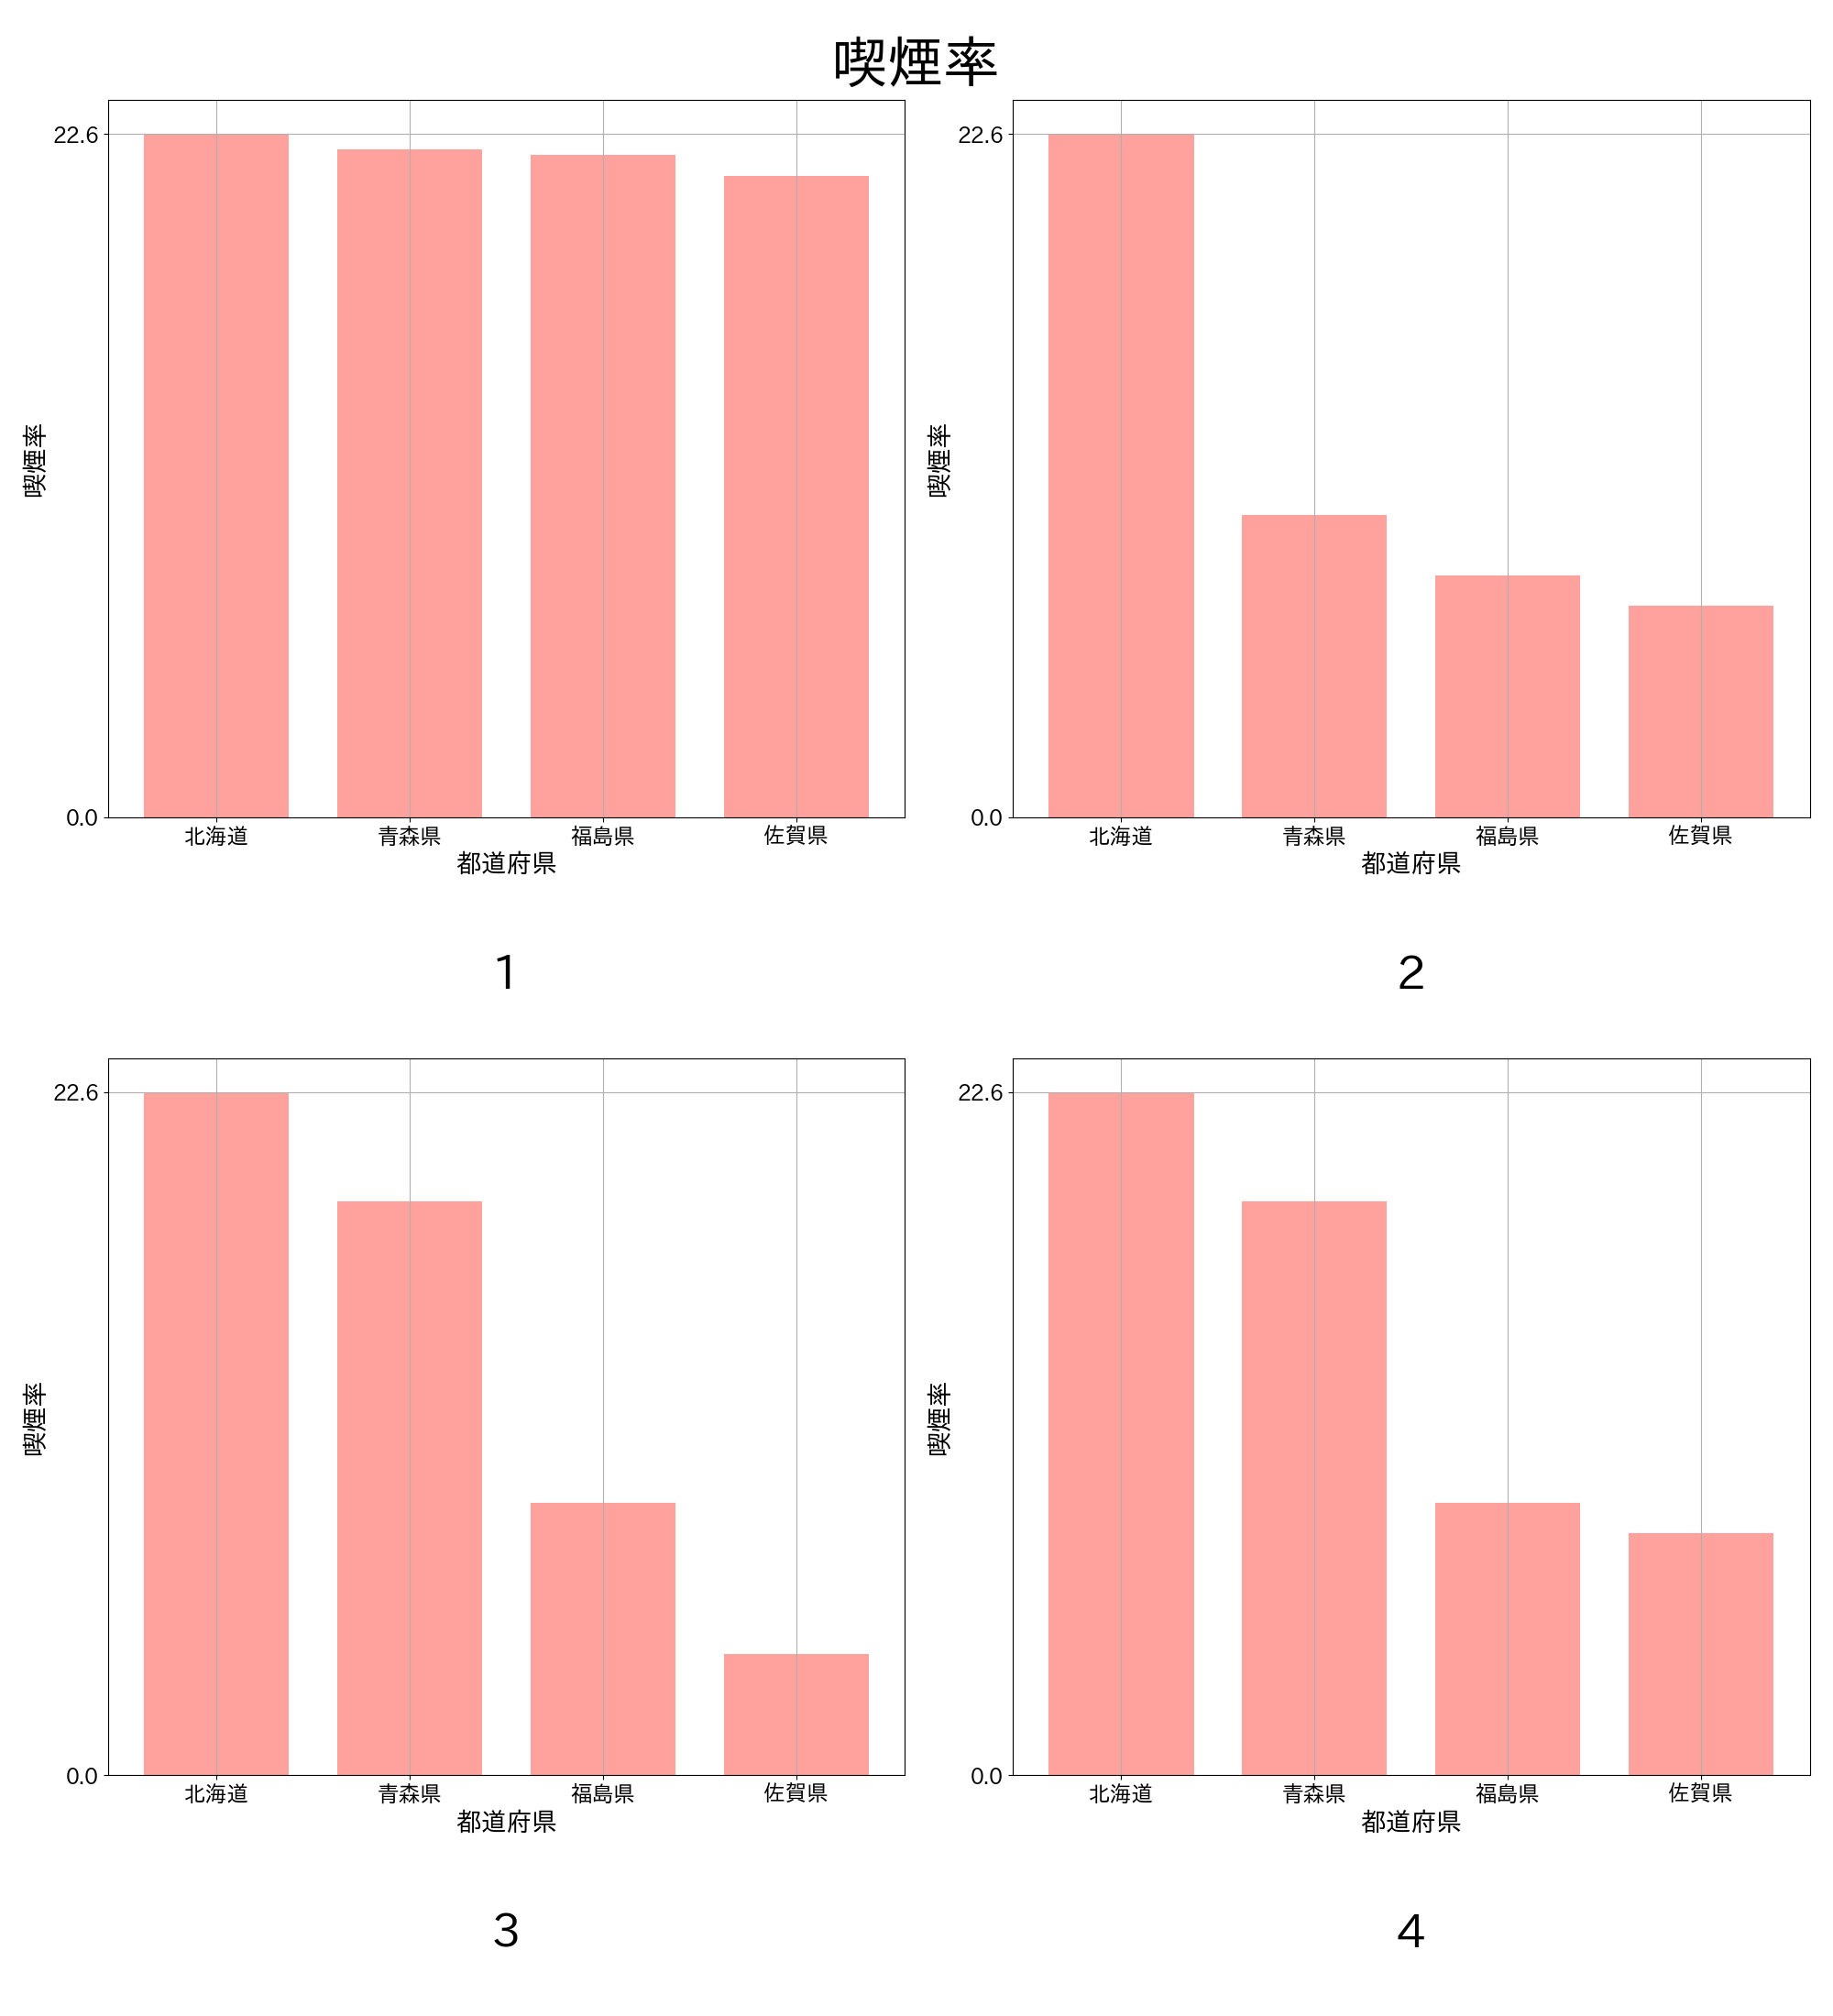 喫煙率
22.6
0.0
喫煙率
北海道 青森県 福島県 佐賀県
都道府県
1
22.6
0.0
喫煙率
北海道 青森県 福島県 佐賀県
都道府県
2
22.6
0.0
喫煙率
北海道 青森県 福島県 佐賀県
都道府県
3
22.6
0.0
喫煙率
北海道 青森県 福島県 佐賀県
都道府県
4